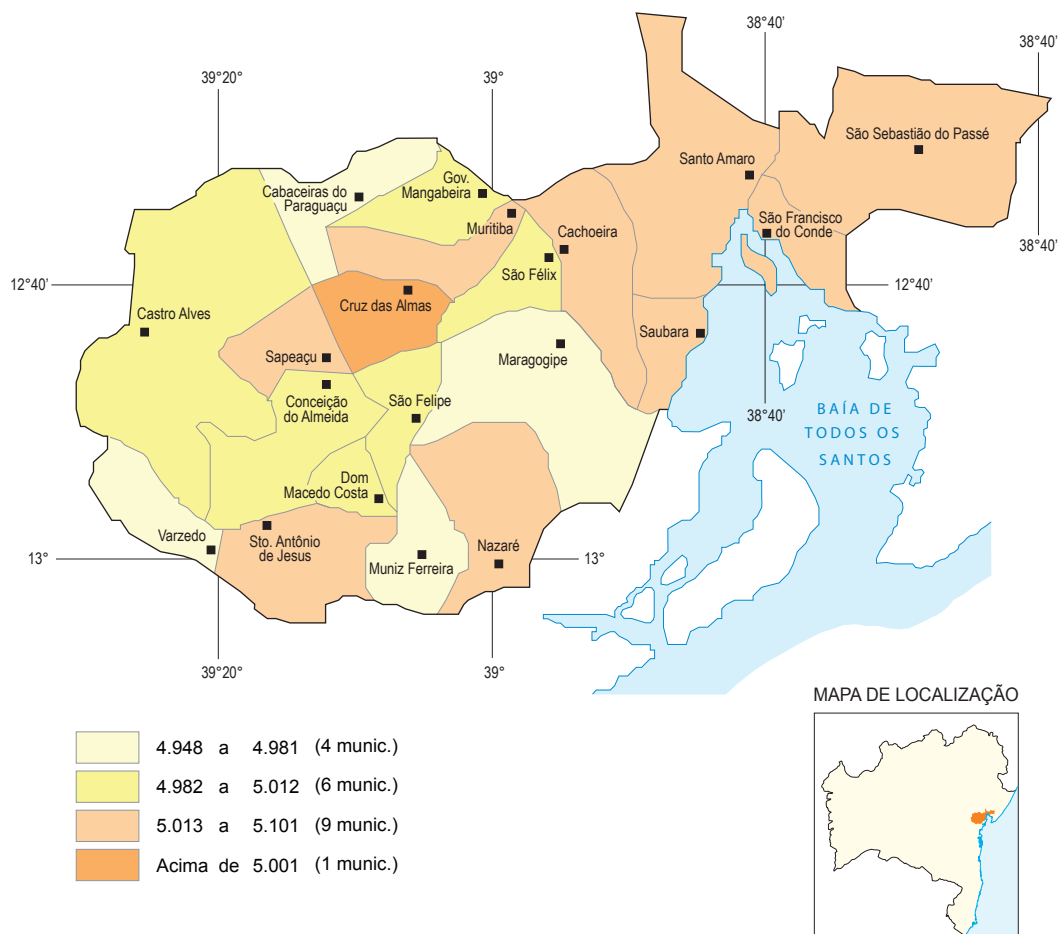 38°40'
38°40'
39°20°
39°
São Sebastião do Passé
Santo Amaro
Gov.
Mangabeira
Cabaceiras do
Paraguaçu
Muritiba
Cachoeira
São Francisco
do Conde
38°40'
São Félix
12°40'
12°40'
Cruz das Almas
Castro Alves
Saubara
Maragogipe
Sapeaçu
Conceição
do Almeida
São Felipe
38°40'
BAÍA DE
TODOS OS
SANTOS
Dom
Macedo Costa
Varzedo
Sto. Antônio
de Jesus
Nazaré
13°
Muniz Ferreira
13°
39°20°
39°
MAPA DE LOCALIZAÇÃO
4.948 a 4.981 (4 munic.)
4.982 a 5.012 (6 munic.)
5.013 a 5.101 (9 munic.)
Acima de 5.001 (1 munic.)